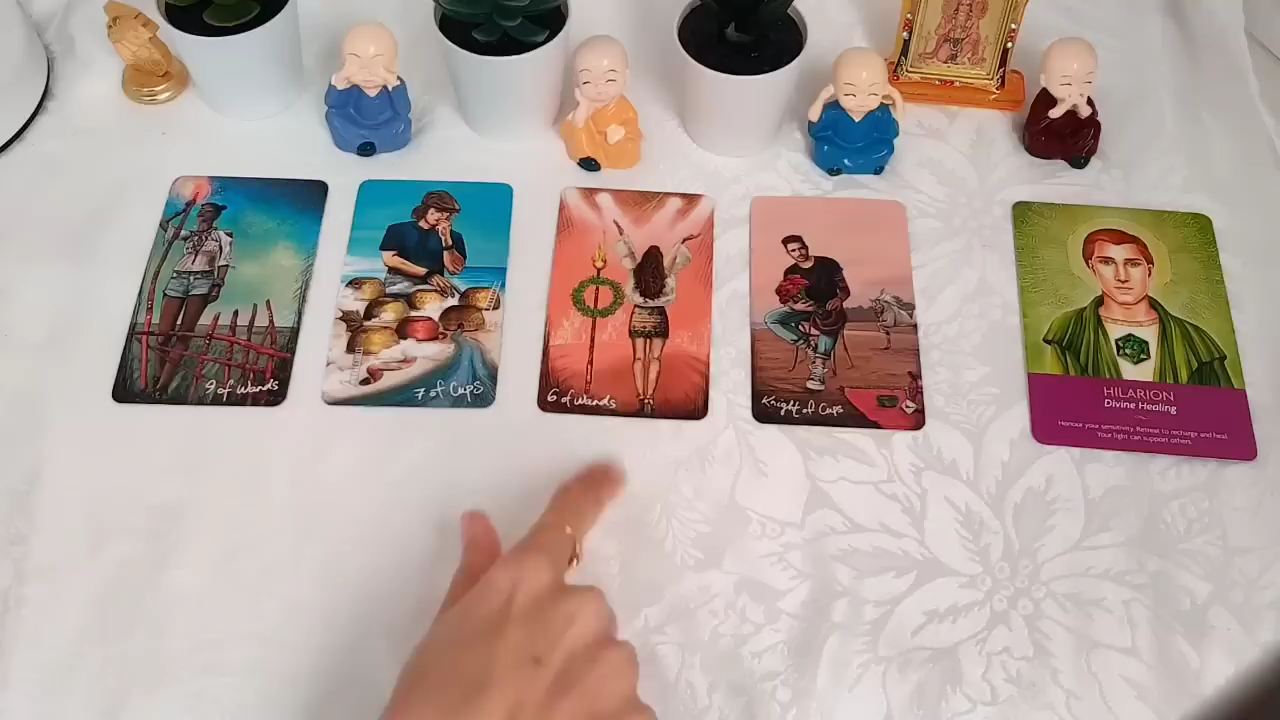 9 of Wands
7 of Cups
6 of Wands
Knight of Cups
HILARION
Divine Healing
Honour your sensitivity. Retreat to recharge and heal.
Your light can support others.